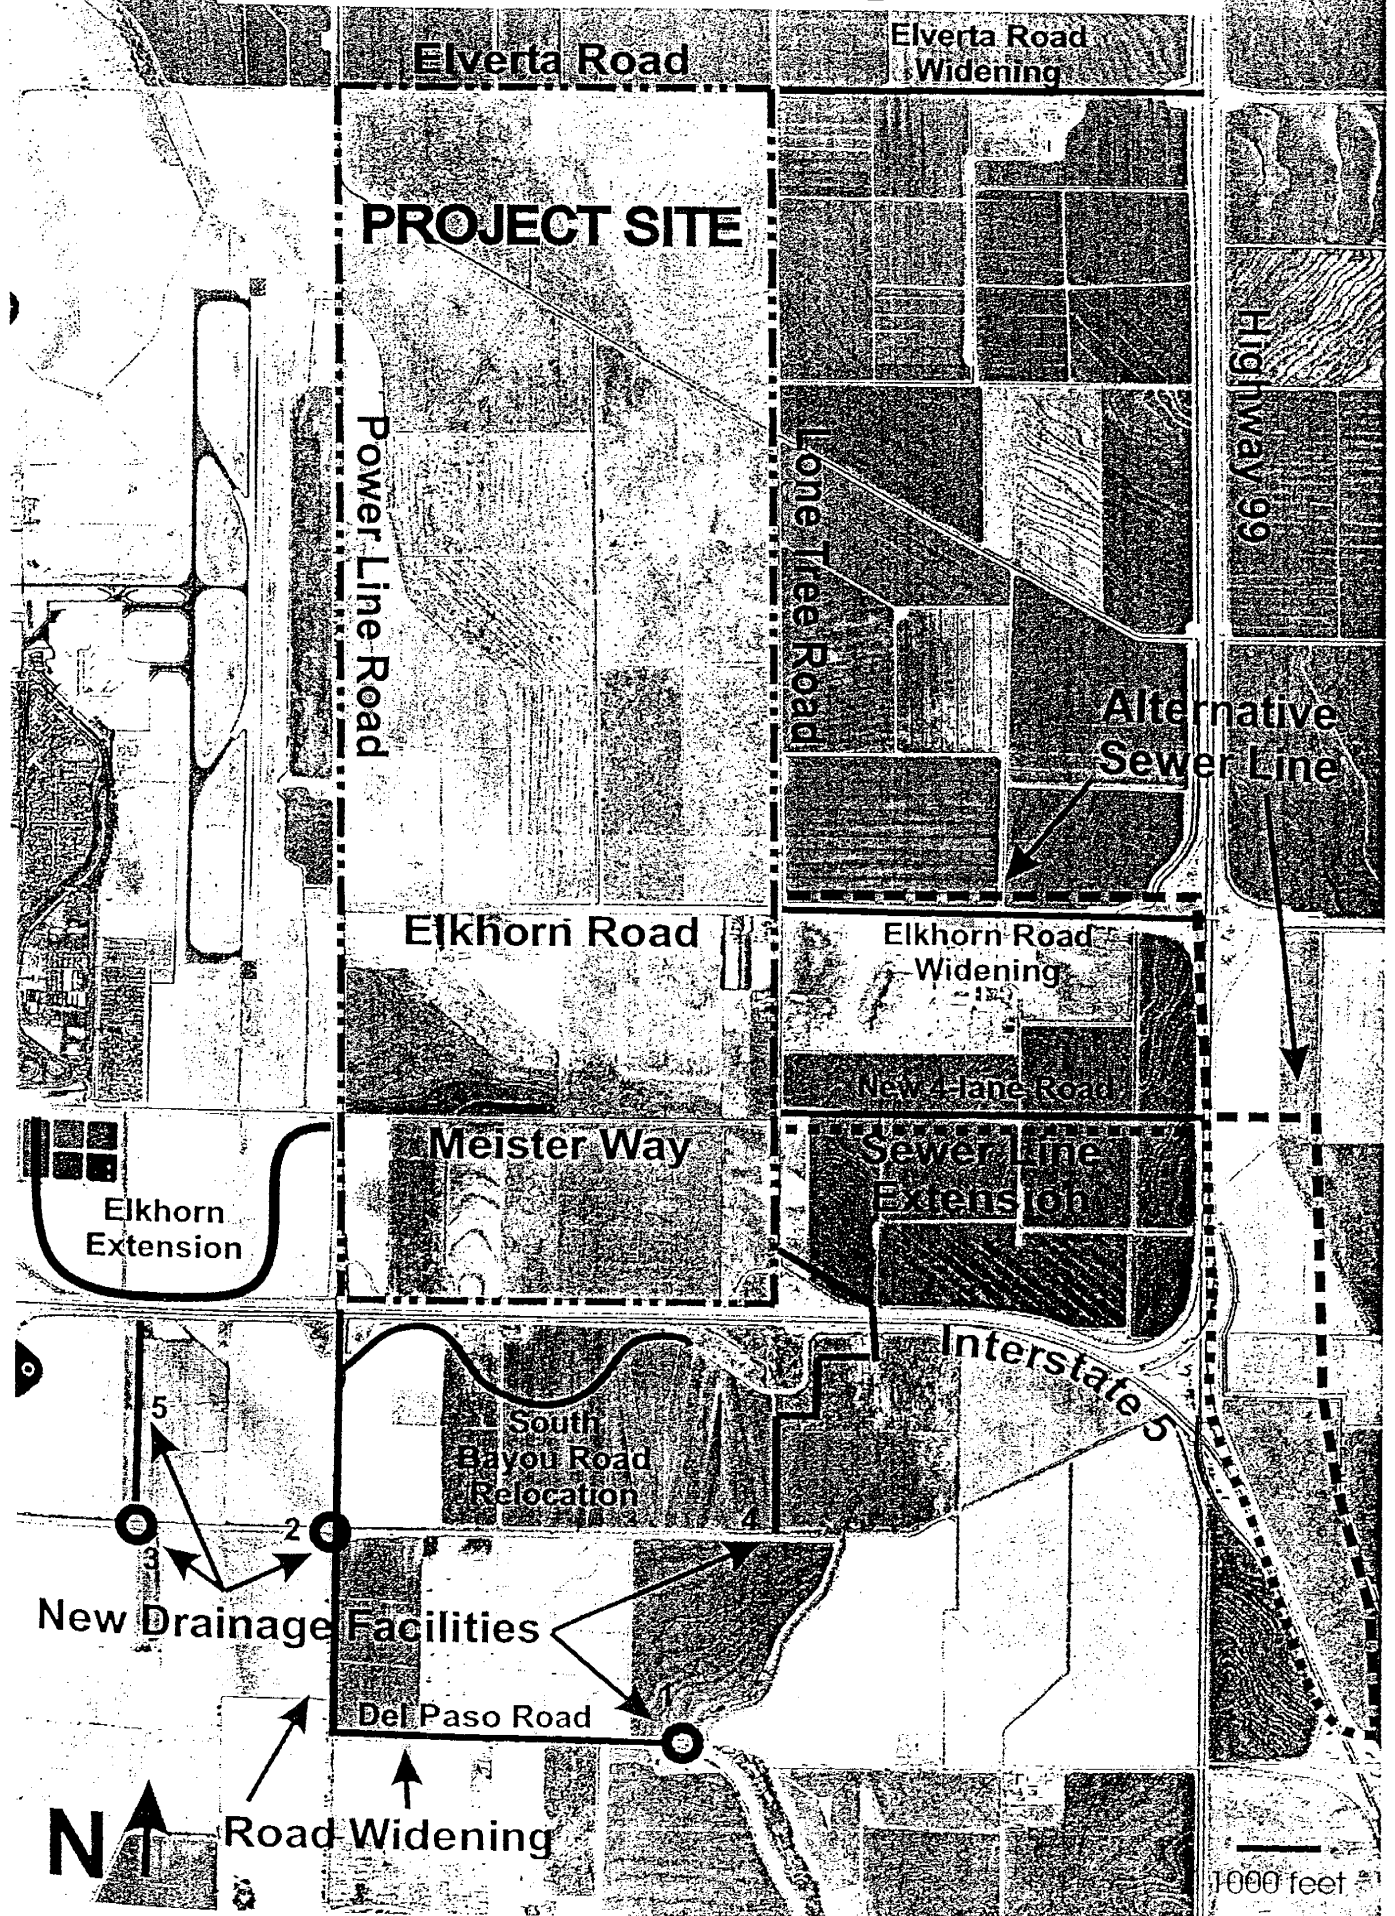 Elverta Road
Elverta Road
Widening
PROJECT SITE
Highway 99
Power Line Road
Lone Tree Road
Alternative
Sewer Line
Elkhorn Road
Elkhorn Road
Widening
New 4-lane Road
Meister Way
Sewer Line
Extension
Elkhorn
Extension
Interstate 5
5
South
Bayou Road
Relocation
4
2
3
New Drainage Facilities
1
Del Paso Road
Road Widening
N
1000 feet